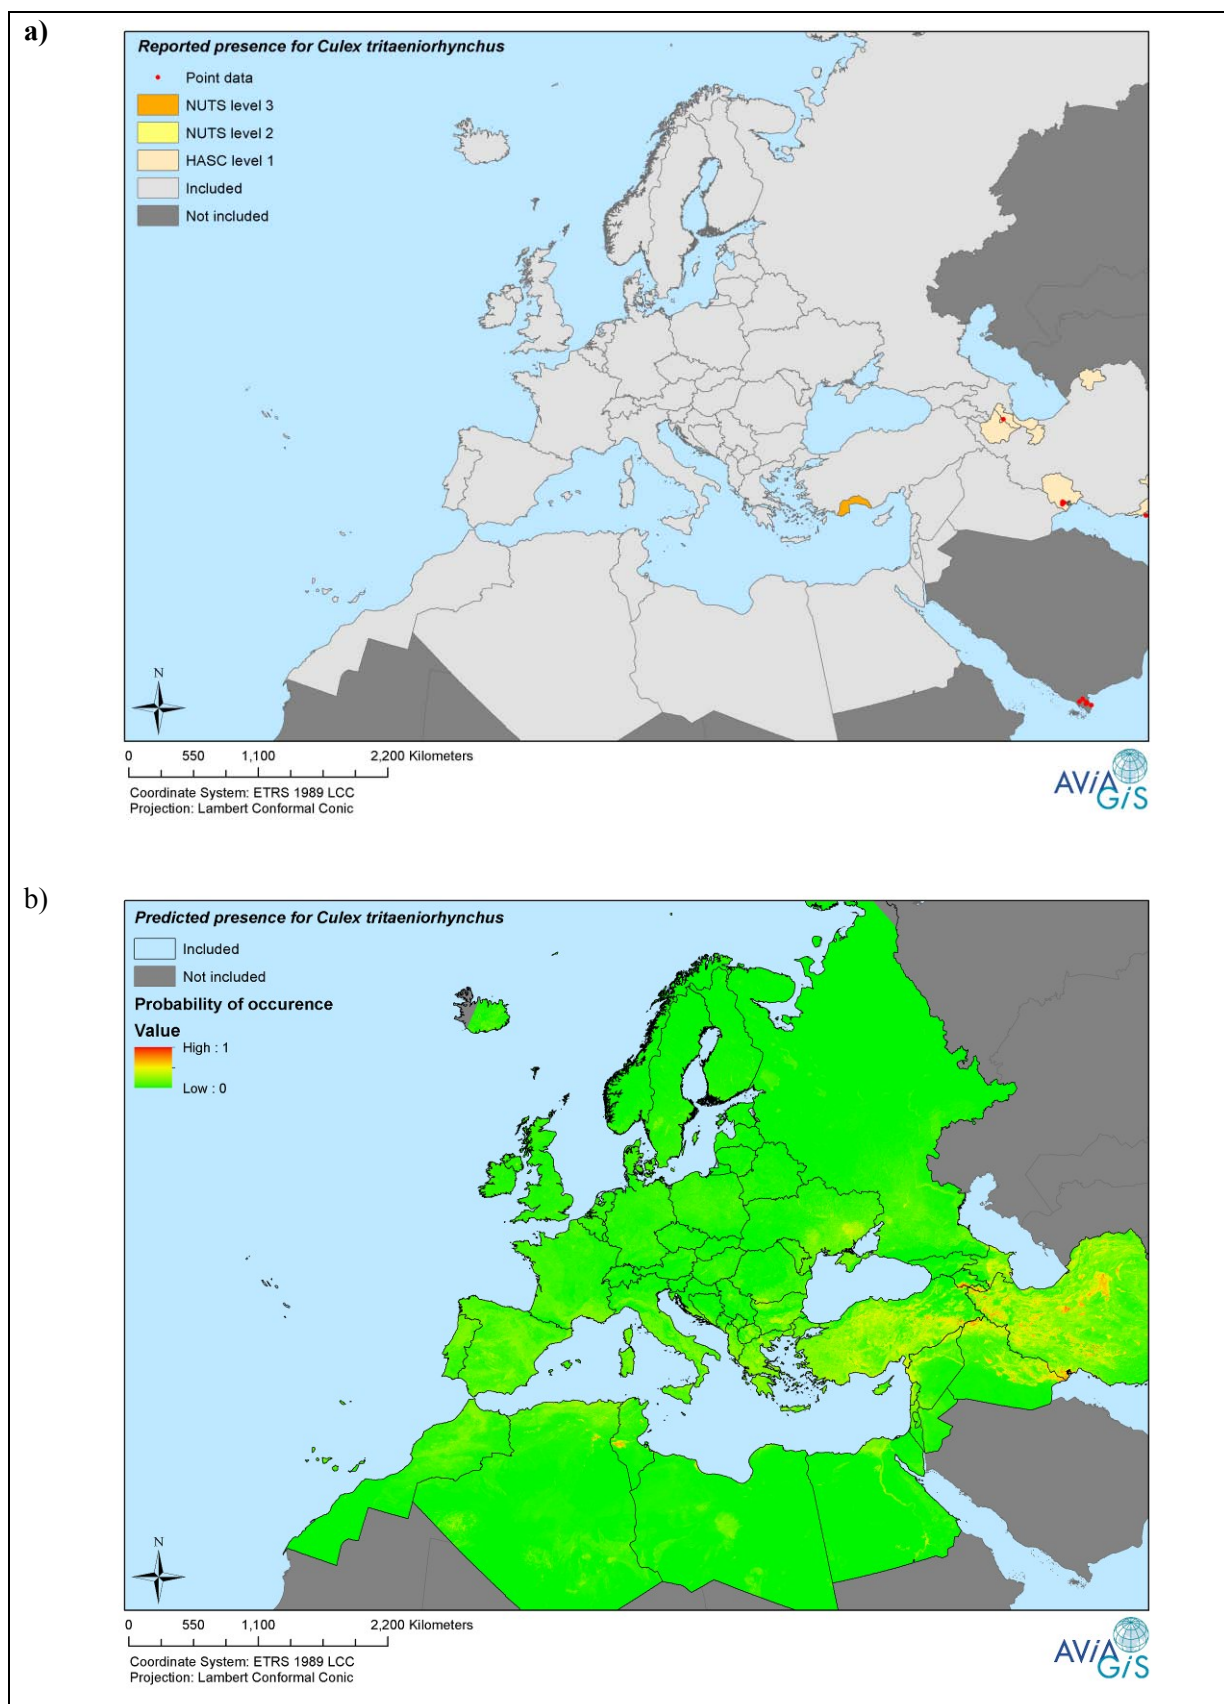 a)
Reported presence for Culex tritaeniorhynchus
Point data
NUTS level 3
NUTS level 2
HASC level 1
Included
Not included
N
0 550 1,100 2,200 Kilometers
Coordinate System: ETRS 1989 LCC
Projection: Lambert Conformal Conic
AViA
GiS
b)
Predicted presence for Culex tritaeniorhynchus
Included
Not included
Probability of occurence
Value
High : 1
Low : 0
N
0 550 1,100 2,200 Kilometers
Coordinate System: ETRS 1989 LCC
Projection: Lambert Conformal Conic
AViA
GiS